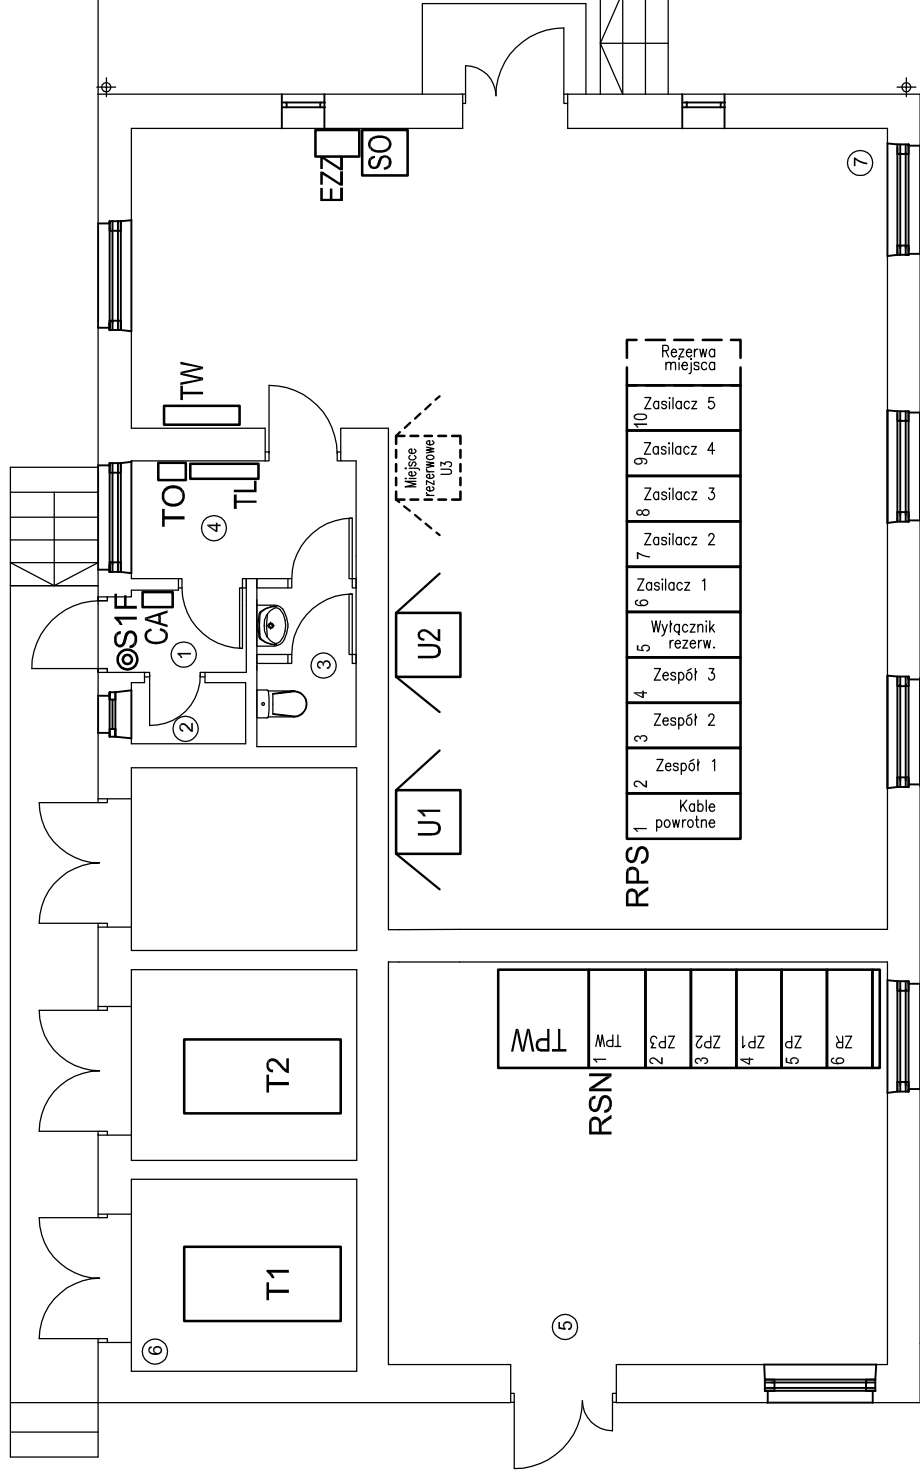 EZZ
SO
7
TW
Rezerwa
miejsca
10
Zasilacz 5
9
Zasilacz 4
8
Zasilacz 3
7
Zasilacz 2
6
Zasilacz 1
5
Wyłącznik
rezerw.
4
Zespół 3
3
Zespół 2
2
Zespół 1
1
Kable
powrotne
RPS
Miejsce
rezerwowe
U3
U2
U1
TO
TL
4
S1F
CA
1
2
3
T2
T1
6
5
TPW
1
TPW
2
ZP3
3
ZP2
4
ZP1
5
ZP
6
ZR
RSN